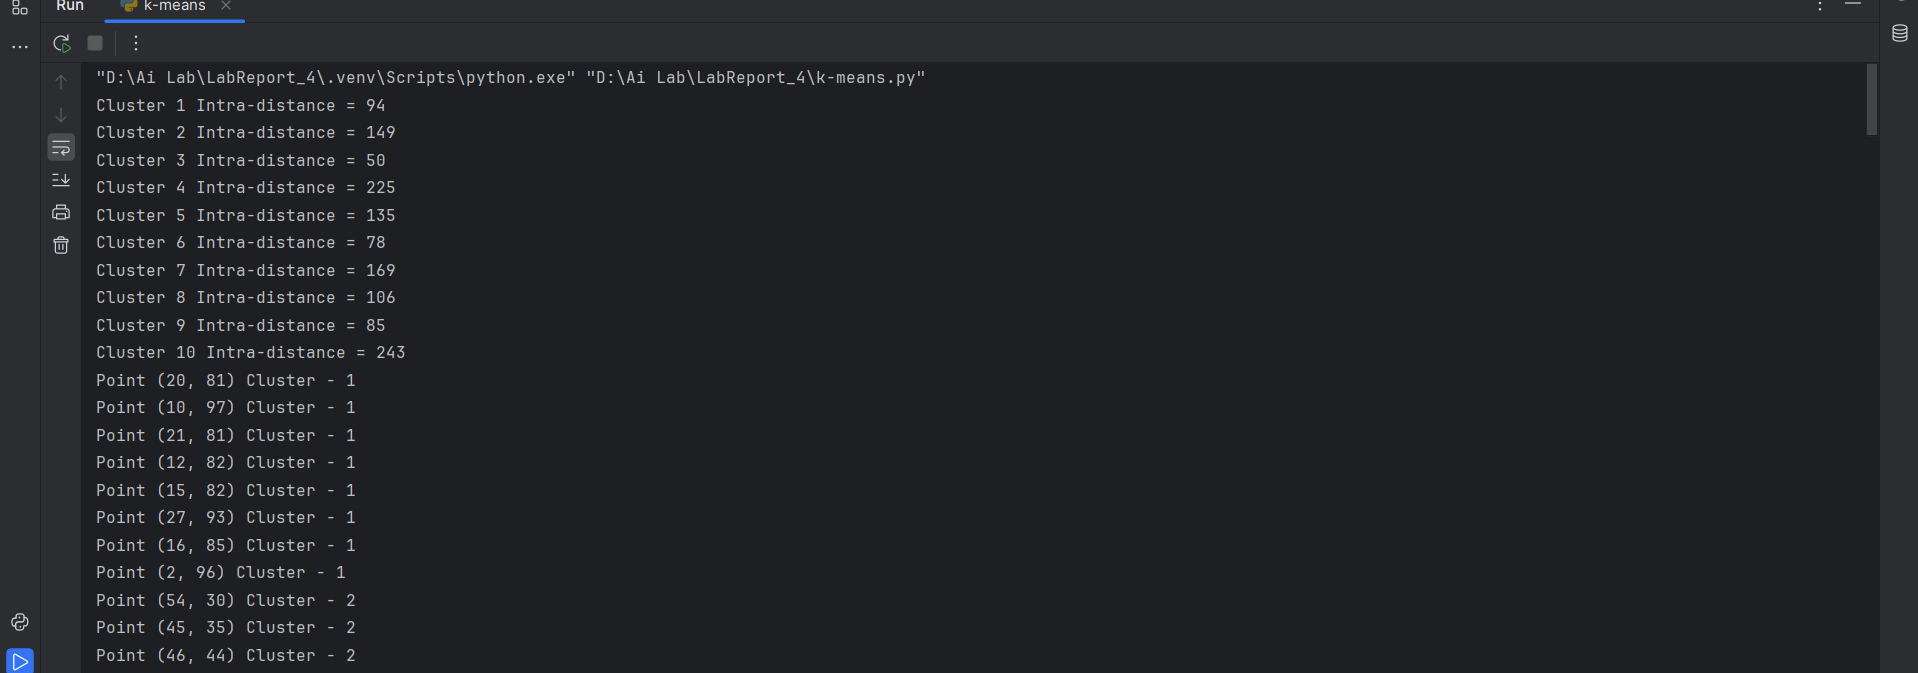 Run k-means
"D:\Ai Lab\LabReport_4\.venv\Scripts\python.exe" "D:\Ai Lab\LabReport_4\k-means.py"
Cluster 1 Intra-distance = 94
Cluster 2 Intra-distance = 149
Cluster 3 Intra-distance = 50
Cluster 4 Intra-distance = 225
Cluster 5 Intra-distance = 135
Cluster 6 Intra-distance = 78
Cluster 7 Intra-distance = 169
Cluster 8 Intra-distance = 106
Cluster 9 Intra-distance = 85
Cluster 10 Intra-distance = 243
Point (20, 81) Cluster - 1
Point (10, 97) Cluster - 1
Point (21, 81) Cluster - 1
Point (12, 82) Cluster - 1
Point (15, 82) Cluster - 1
Point (27, 93) Cluster - 1
Point (16, 85) Cluster - 1
Point (2, 96) Cluster - 1
Point (54, 30) Cluster - 2
Point (45, 35) Cluster - 2
Point (46, 44) Cluster - 2